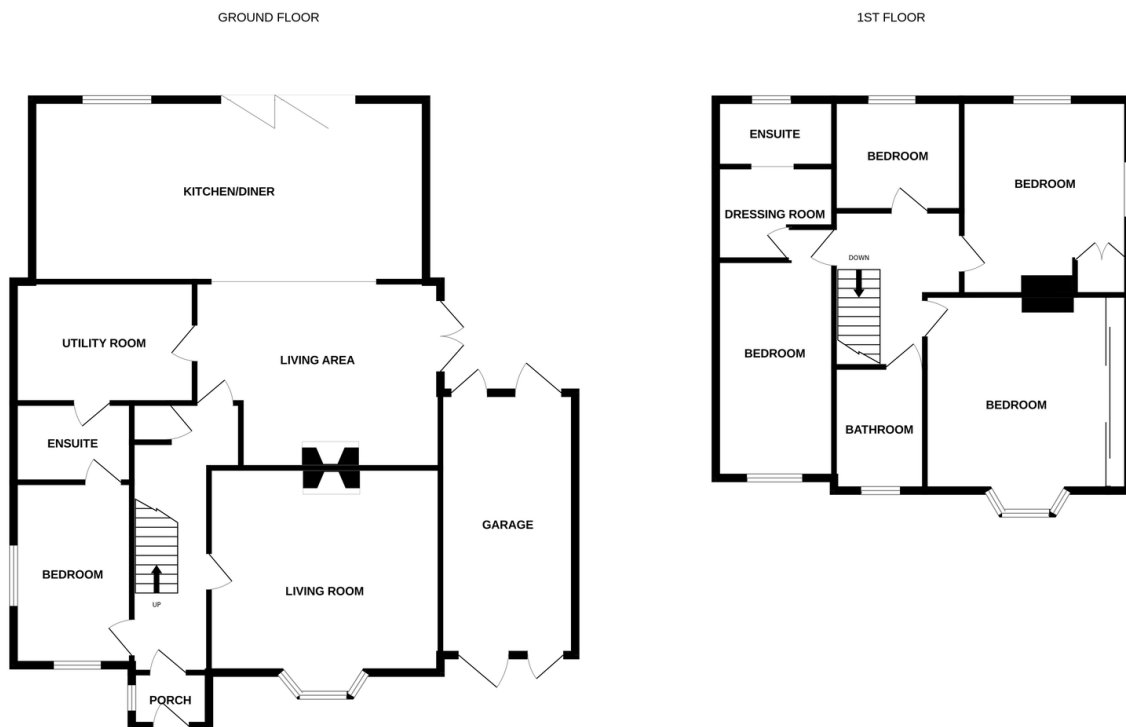 GROUND FLOOR
KITCHEN/DINER
UTILITY ROOM
LIVING AREA
ENSUITE
GARAGE
BEDROOM
LIVING ROOM
UP
PORCH
1ST FLOOR
ENSUITE
BEDROOM
BEDROOM
DRESSING ROOM
DOWN
BEDROOM
BEDROOM
BATHROOM